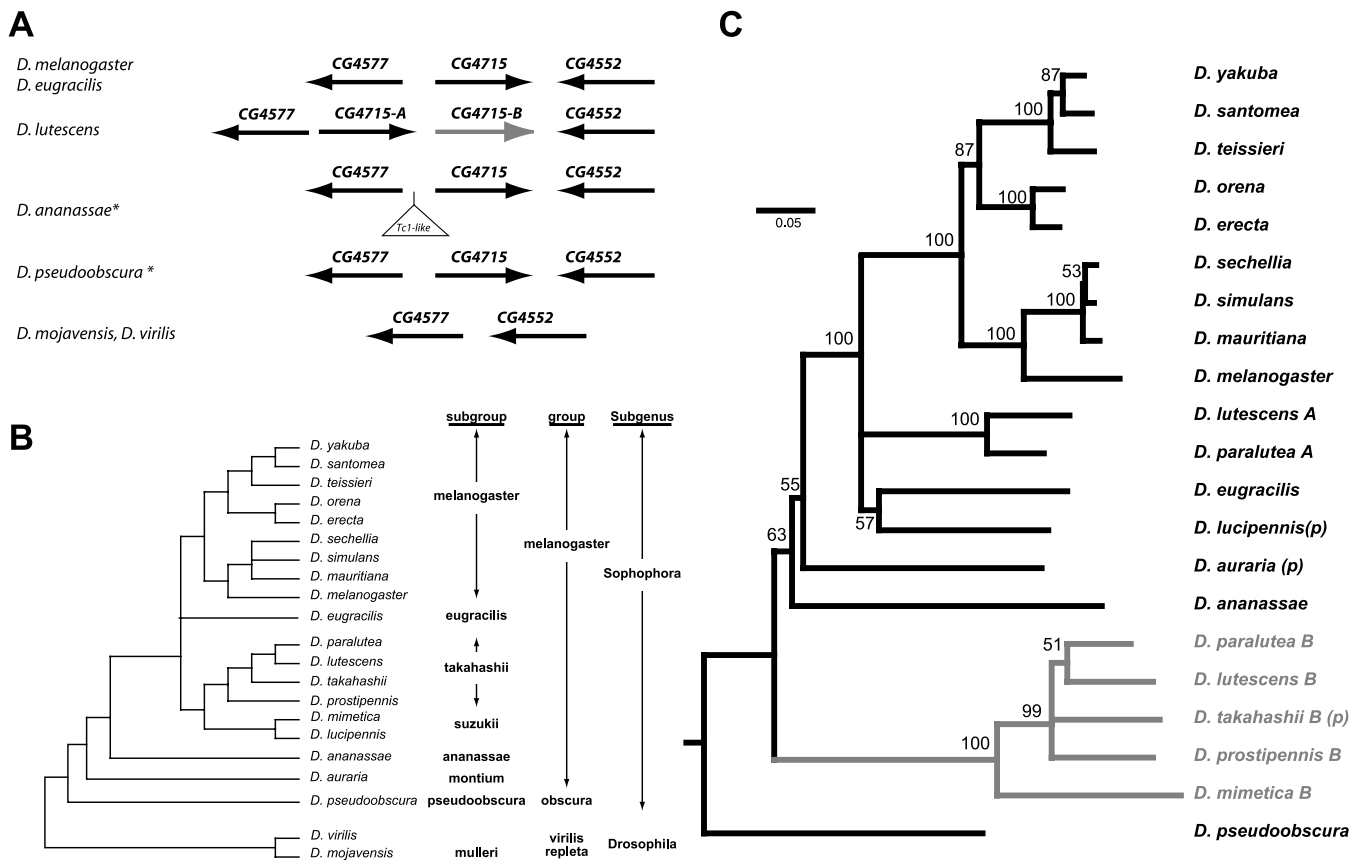 A
D. melanogaster
D. eugracilis
CG4577 CG4715 CG4552
D. lutescens
CG4577 CG4715-A CG4715-B CG4552
D. ananassae*
CG4577 CG4715 CG4552
Tc1-like
D. pseudoobscura *
CG4577 CG4715 CG4552
D. mojavensis, D. virilis
CG4577 CG4552
B
subgroup group Subgenus
D. yakuba
D. santomea
D. teissieri
D. orena
D. erecta
D. sechellia
D. simulans
D. mauritiana
D. melanogaster
D. eugracilis
D. paralutea
D. lutescens
D. takahashii
D. prostipennis
D. mimetica
D. lucipennis
D. ananassae
D. auraria
D. pseudoobscura
D. virilis
D. mojavensis
melanogaster
eugracilis
takahashii
suzukii
ananassae
montium
pseudoobscura
mulleri
melanogaster
obscura
virilis
repleta
Sophophora
Drosophila
C
0.05
D. yakuba
D. santomea
D. teissieri
D. orena
D. erecta
D. sechellia
D. simulans
D. mauritiana
D. melanogaster
D. lutescens A
D. paralutea A
D. eugracilis
D. lucipennis(p)
D. auraria (p)
D. ananassae
D. paralutea B
D. lutescens B
D. takahashii B (p)
D. prostipennis B
D. mimetica B
D. pseudoobscura
87
100
87
100
100
53
100
100
100
100
57
55
63
51
99
100